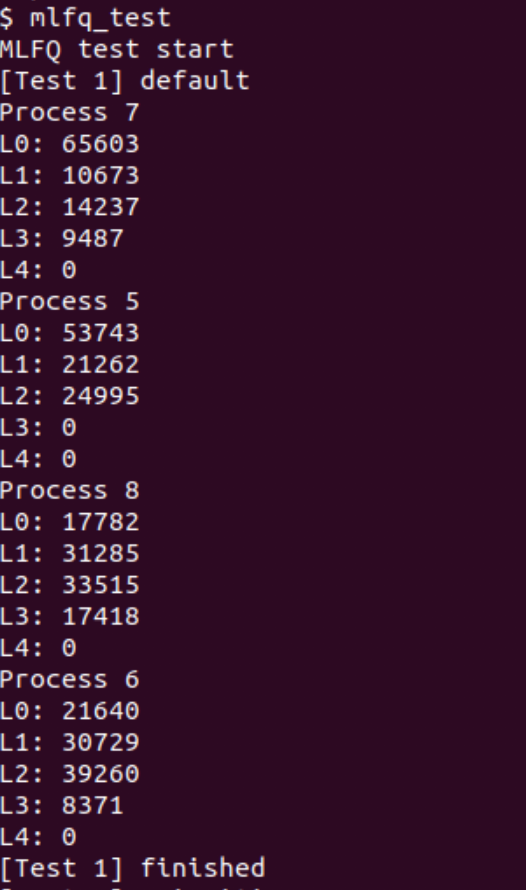 $ mlfq_test
MLFQ test start
[Test 1] default
Process 7
L0: 65603
L1: 10673
L2: 14237
L3: 9487
L4: 0
Process 5
L0: 53743
L1: 21262
L2: 24995
L3: 0
L4: 0
Process 8
L0: 17782
L1: 31285
L2: 33515
L3: 17418
L4: 0
Process 6
L0: 21640
L1: 30729
L2: 39260
L3: 8371
L4: 0
[Test 1] finished